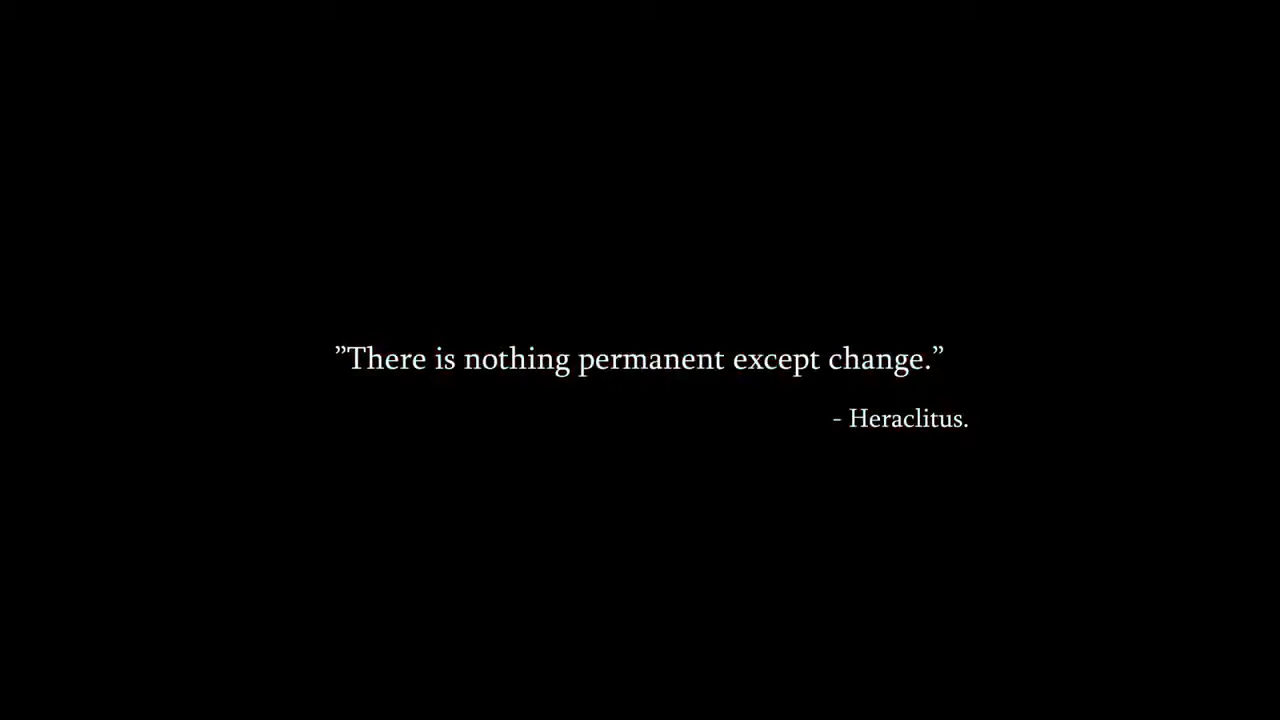 ”There is nothing permanent except change.”
- Heraclitus.